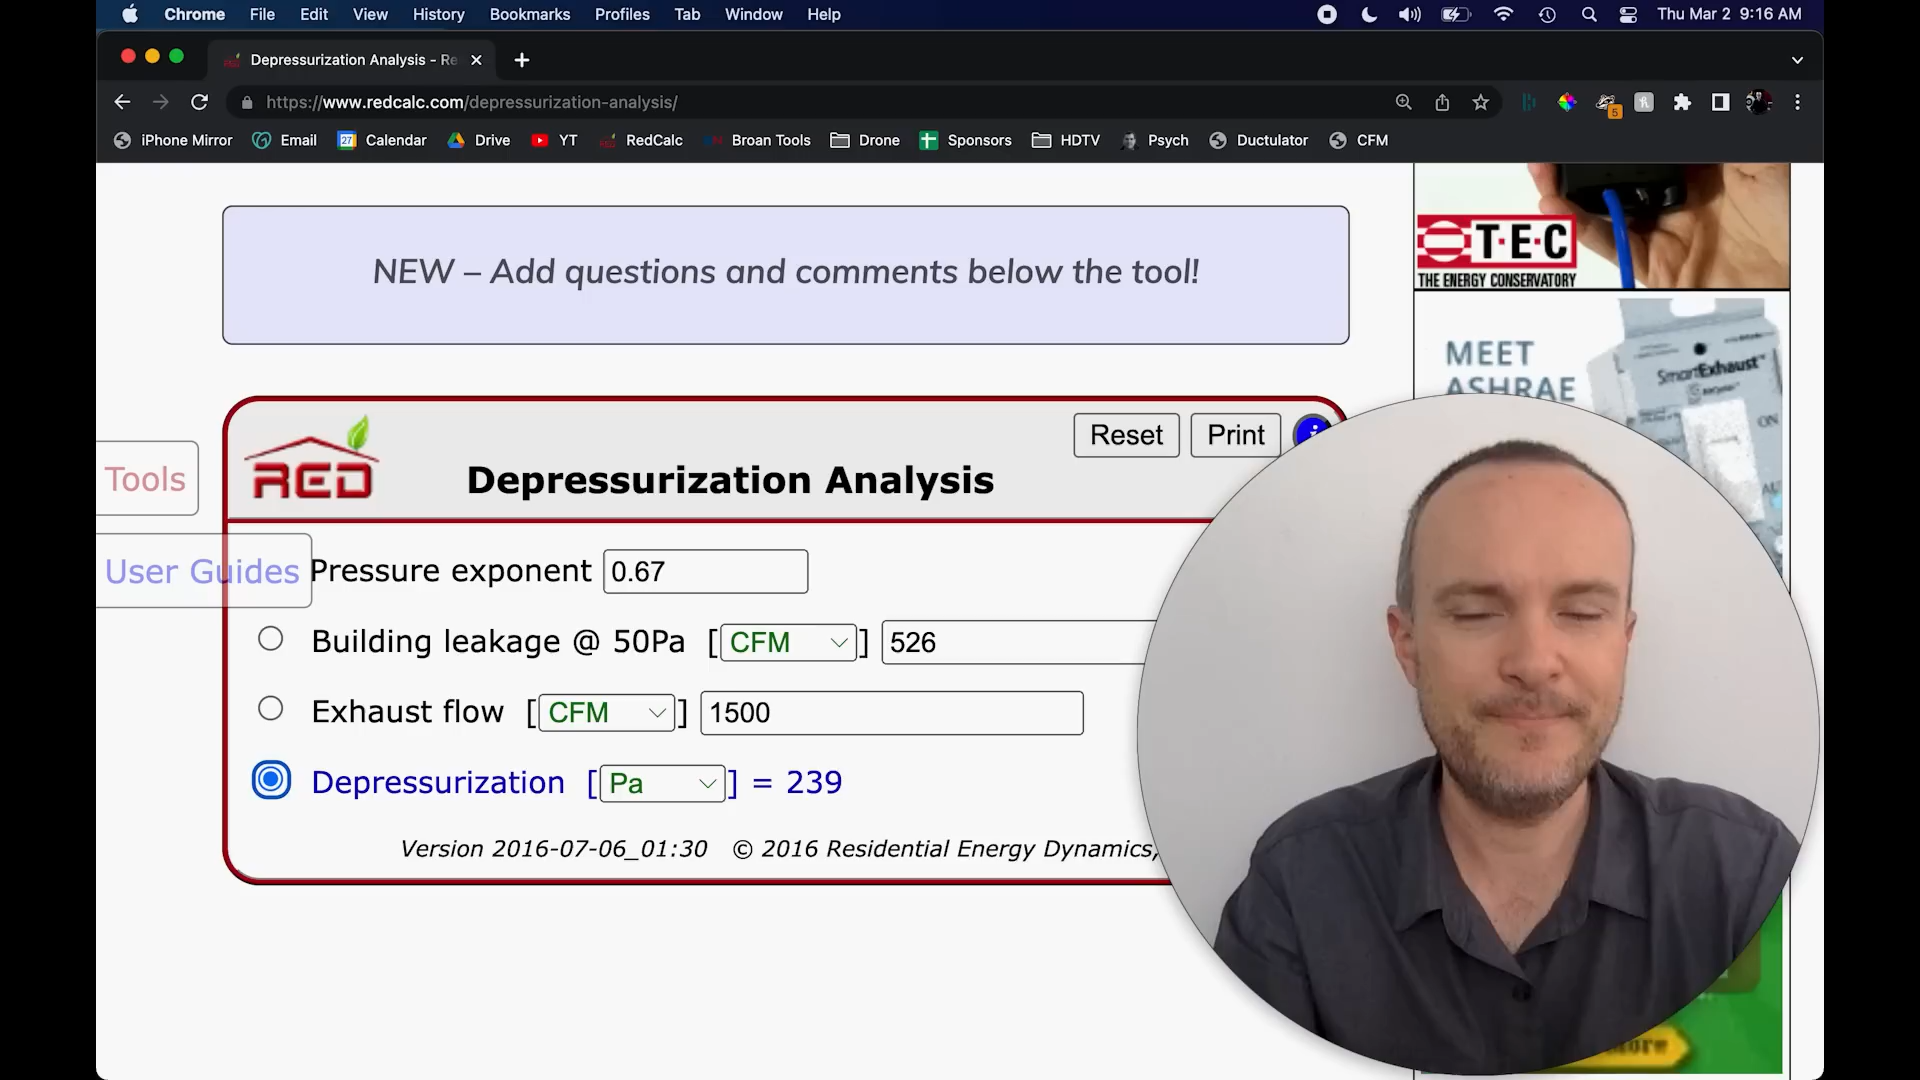 Chrome File Edit View History Bookmarks Profiles Tab Window Help Thu Mar 2 9:16 AM
Depressurization Analysis - Re
https://www.redcalc.com/depressurization-analysis/
5
iPhone Mirror Email 27 Calendar Drive YT RedCalc Broan Tools Drone Sponsors HDTV Psych Ductulator CFM
NEW – Add questions and comments below the tool!
T·E·C
THE ENERGY CONSERVATORY
MEET
ASHRAE
SmartExhaust™
ON
RED
Depressurization Analysis
Reset Print i
Tools
User Guides
Pressure exponent 0.67
Building leakage @ 50Pa [CFM] 526
Exhaust flow [CFM] 1500
Depressurization [Pa] = 239
Version 2016-07-06_01:30 © 2016 Residential Energy Dynamics,